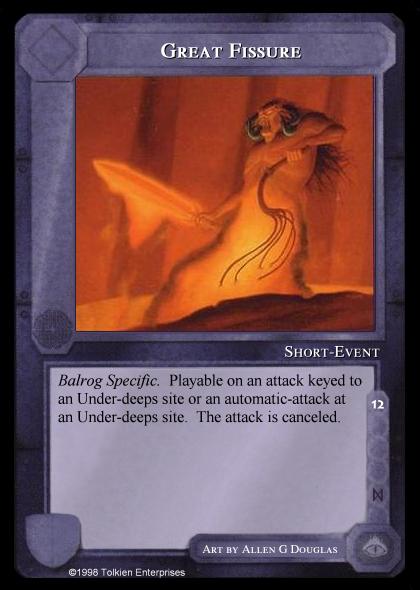 GREAT FISSURE
SHORT-EVENT
Balrog Specific. Playable on an attack keyed to
an Under-deeps site or an automatic-attack at
an Under-deeps site. The attack is canceled.
12
ᛞ
ART BY ALLEN G DOUGLAS
©1998 Tolkien Enterprises